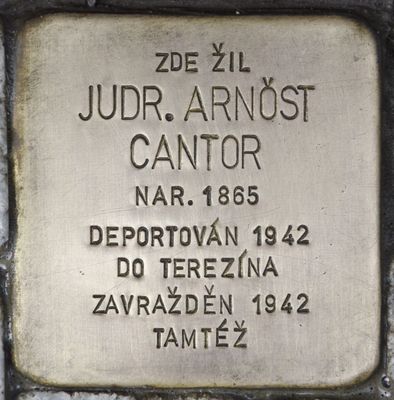 ZDE ŽIL
JUDR. ARNŎST
CANTOR
NAR. 1865
DEPORTOVÁN 1942
DO TEREZÍNA
ZAVRAŽDĚN 1942
TAMTÉŽ